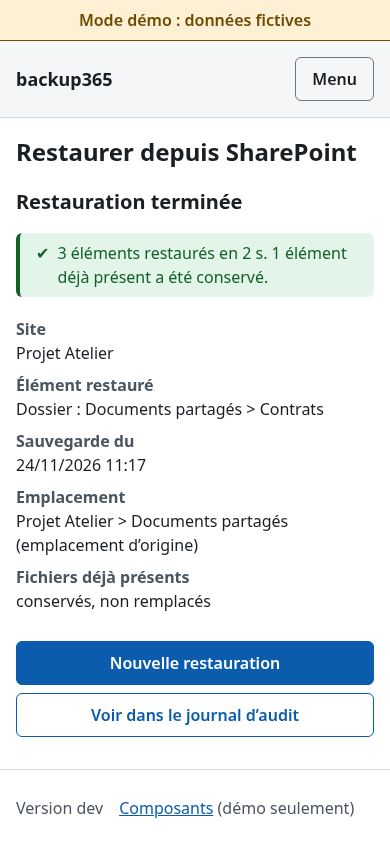 Mode démo : données fictives
backup365
Menu
Restaurer depuis SharePoint
Restauration terminée
✔ 3 éléments restaurés en 2 s. 1 élément
déjà présent a été conservé.
Site
Projet Atelier
Élément restauré
Dossier : Documents partagés > Contrats
Sauvegarde du
24/11/2026 11:17
Emplacement
Projet Atelier > Documents partagés
(emplacement d’origine)
Fichiers déjà présents
conservés, non remplacés
Nouvelle restauration
Voir dans le journal d’audit
Version dev Composants (démo seulement)